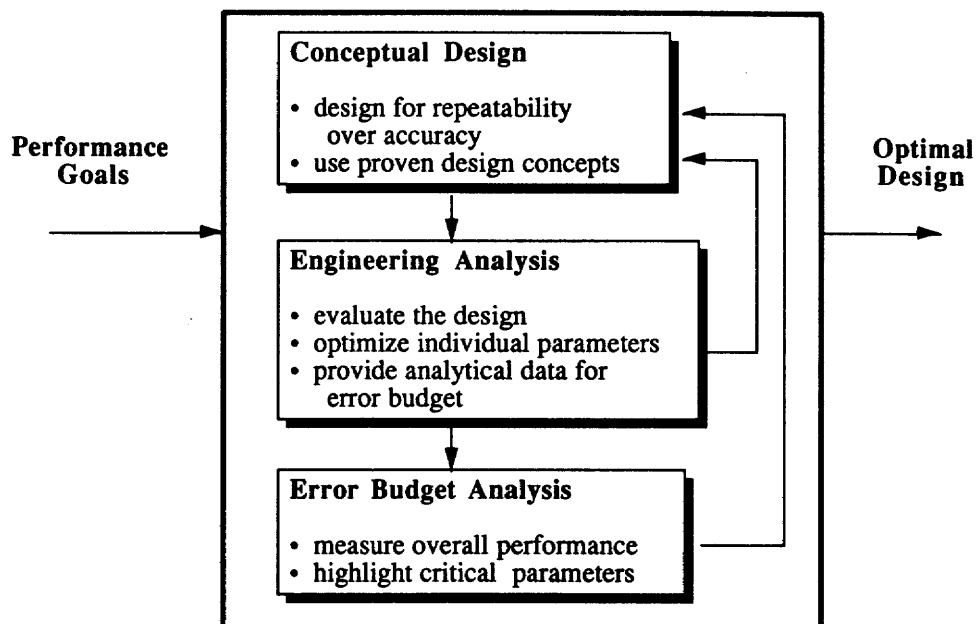 Performance
Goals
Conceptual Design
• design for repeatability
over accuracy
• use proven design concepts
Engineering Analysis
• evaluate the design
• optimize individual parameters
• provide analytical data for
error budget
Error Budget Analysis
• measure overall performance
• highlight critical parameters
Optimal
Design